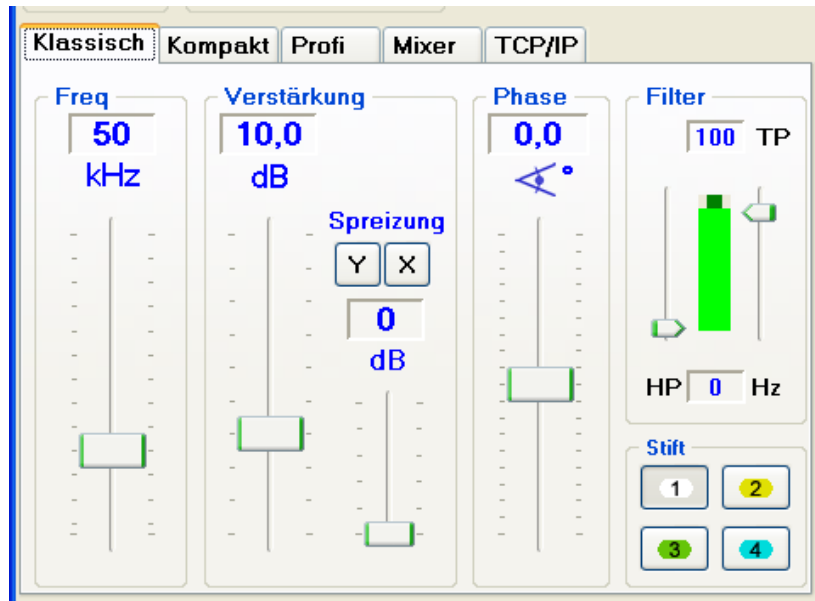 Klassisch Kompakt Profi Mixer TCP/IP
Freq
50
kHz
Verstärkung
10,0
dB
Spreizung
Y X
0
dB
Phase
0,0
°
Filter
100 TP
HP 0 Hz
Stift
1 2
3 4